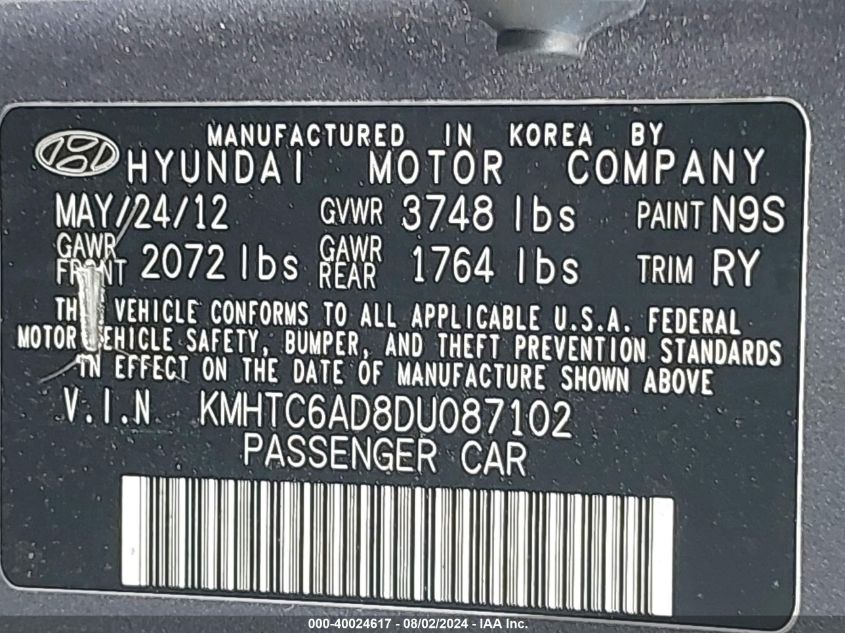 MANUFACTURED IN KOREA BY
HYUNDAI MOTOR COMPANY
MAY/24/12 GVWR 3748 lbs PAINT N9S
GAWR FRONT 2072 lbs GAWR REAR 1764 lbs TRIM RY
VEHICLE CONFORMS TO ALL APPLICABLE U.S.A. FEDERAL
MOTOR VEHICLE SAFETY, BUMPER, AND THEFT PREVENTION STANDARDS
IN EFFECT ON THE DATE OF MANUFACTURE SHOWN ABOVE
V.I.N KMHTC6AD8DU087102
PASSENGER CAR
000-40024617 - 08/02/2024 - IAA Inc.